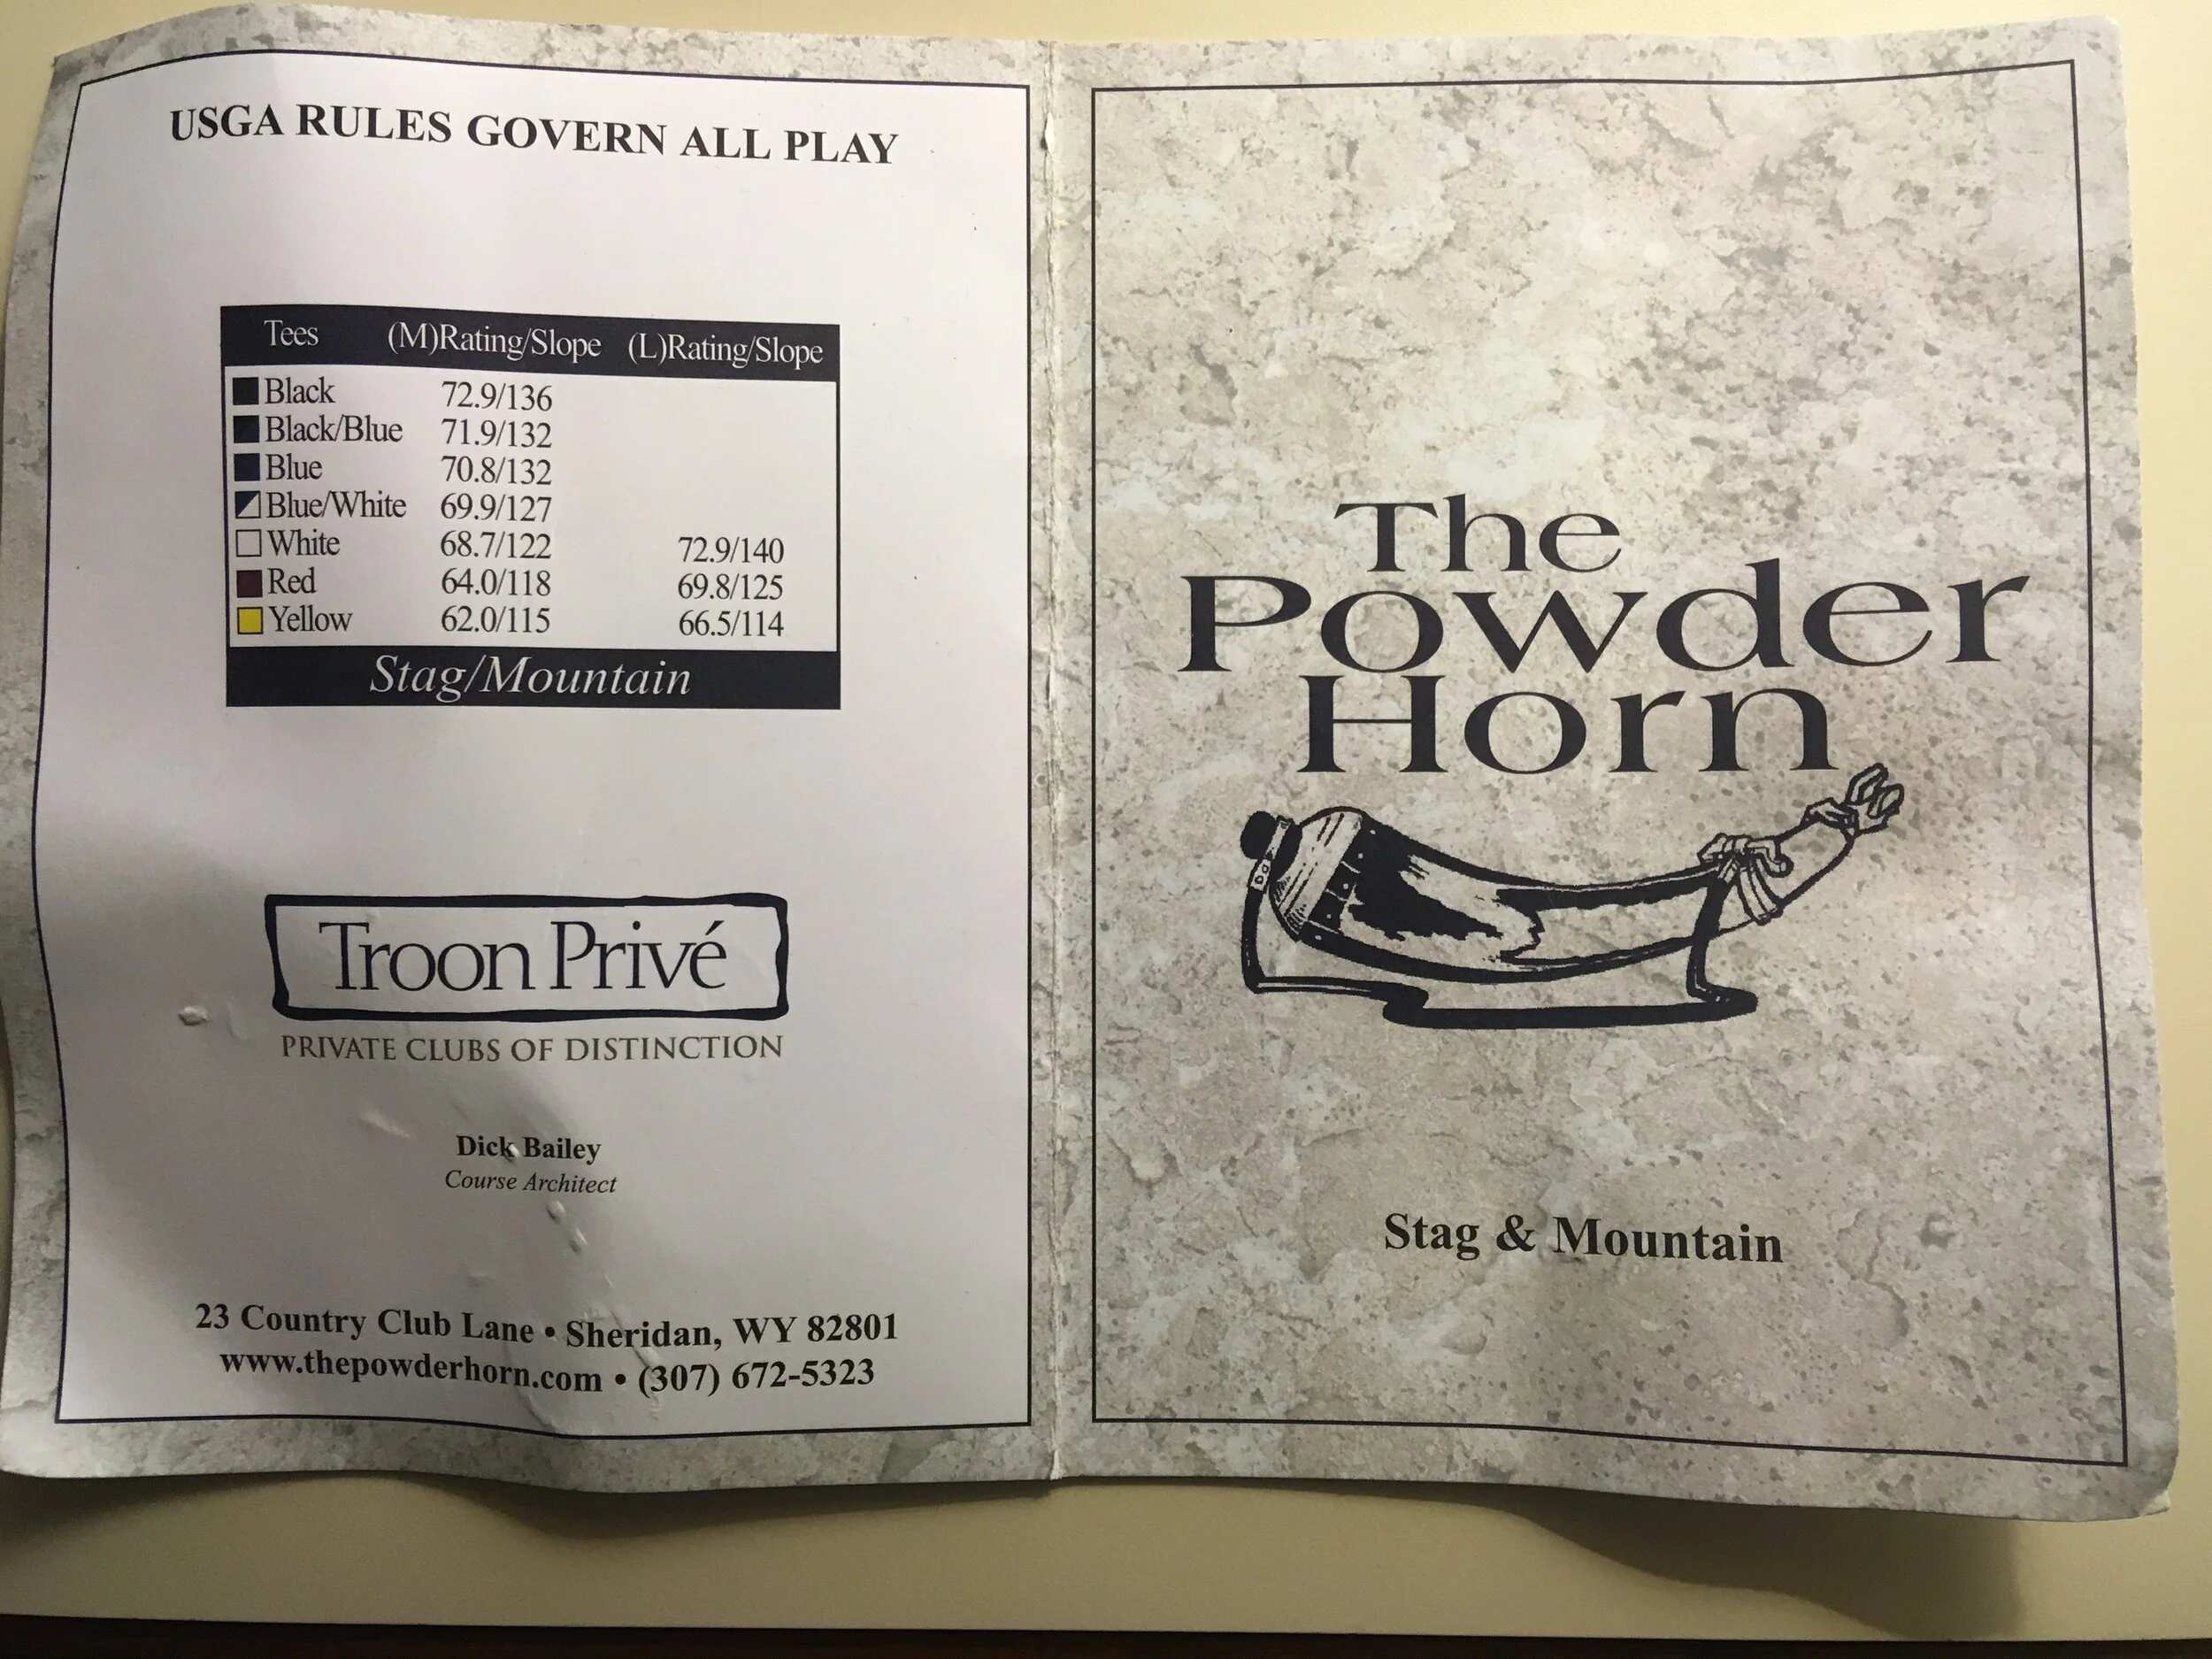 USGA RULES GOVERN ALL PLAY
Tees (M)Rating/Slope (L)Rating/Slope
Black 72.9/136
Black/Blue 71.9/132
Blue 70.8/132
Blue/White 69.9/127
White 68.7/122 72.9/140
Red 64.0/118 69.8/125
Yellow 62.0/115 66.5/114
Stag/Mountain
Troon Privé
PRIVATE CLUBS OF DISTINCTION
Dick Bailey
Course Architect
23 Country Club Lane • Sheridan, WY 82801
www.thepowderhorn.com • (307) 672-5323
The
Powder
Horn
Stag & Mountain